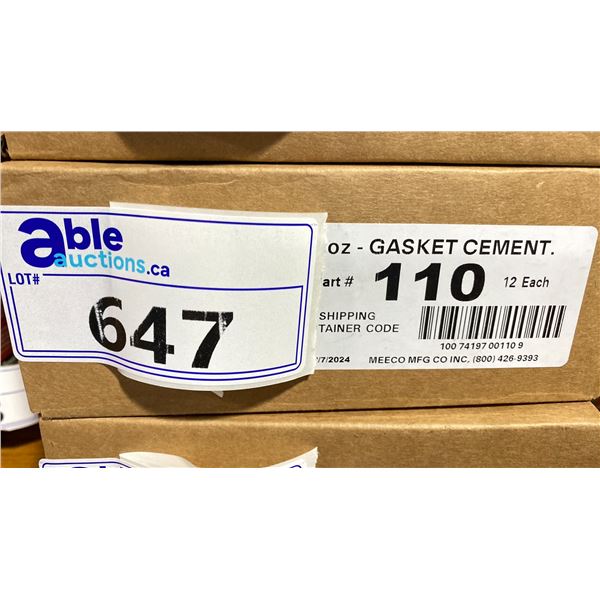 able
auctions.ca
LOT#
647
oz - GASKET CEMENT.
art # 110 12 Each
SHIPPING
TAINER CODE
100 74197 00110 9
/7/2024 MEECO MFG CO INC, (800) 426-9393